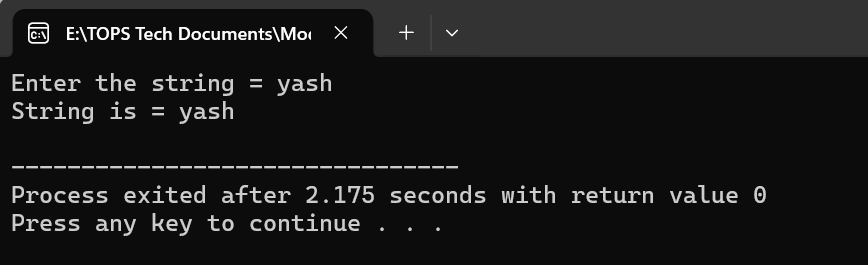 E:\TOPS Tech Documents\Mod
Enter the string = yash
String is = yash
--------------------------------
Process exited after 2.175 seconds with return value 0
Press any key to continue . . .